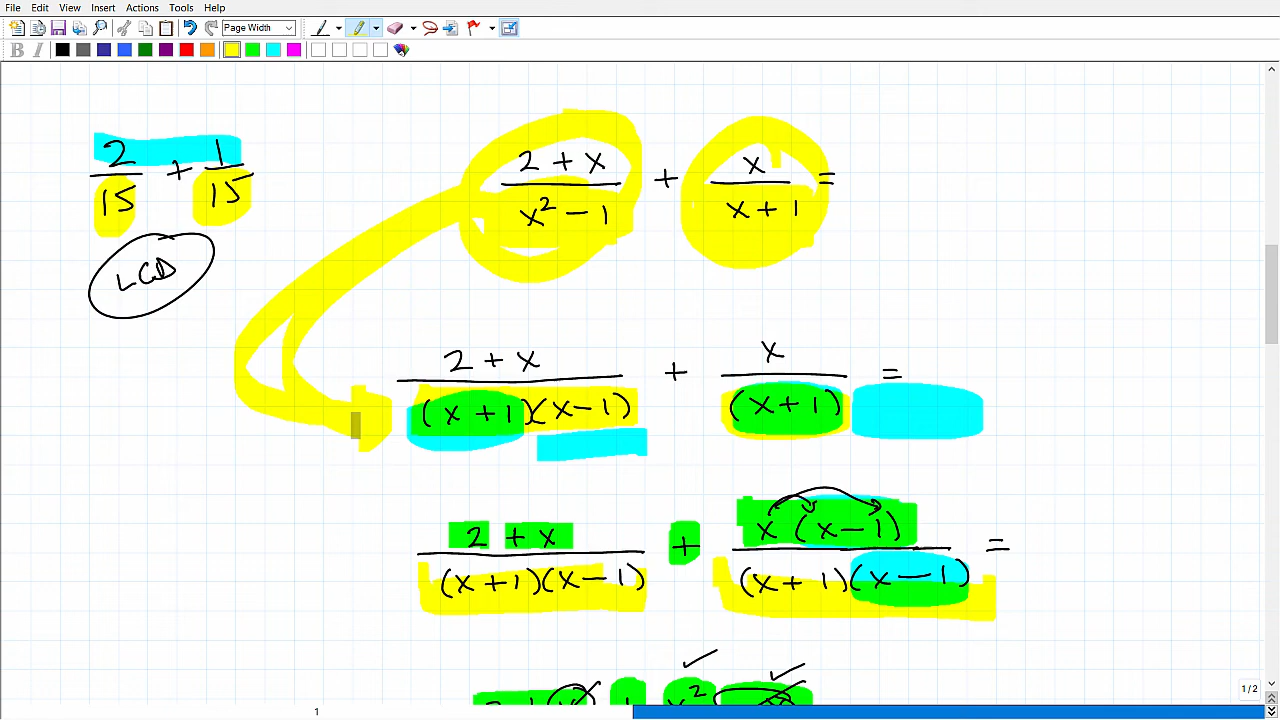 File Edit View Insert Actions Tools Help
Page Width
B I
2/15 + 1/15
LCD
2 + x / x² − 1 + x / x + 1 =
2 + x / (x + 1)(x − 1) + x / (x + 1) =
2 + x / (x + 1)(x − 1) + x (x − 1) / (x + 1)(x − 1) =
x²
1/2
1